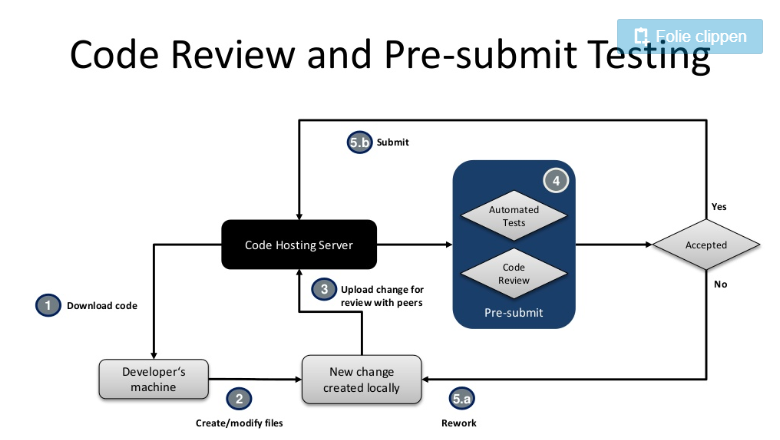 Folie clippen
Code Review and Pre-submit Testing
5.b Submit
4
Automated
Tests
Yes
Code Hosting Server
Accepted
Code
Review
No
3 Upload change for
review with peers
1 Download code
Pre-submit
Developer‘s
machine
New change
created locally
2
5.a
Create/modify files
Rework